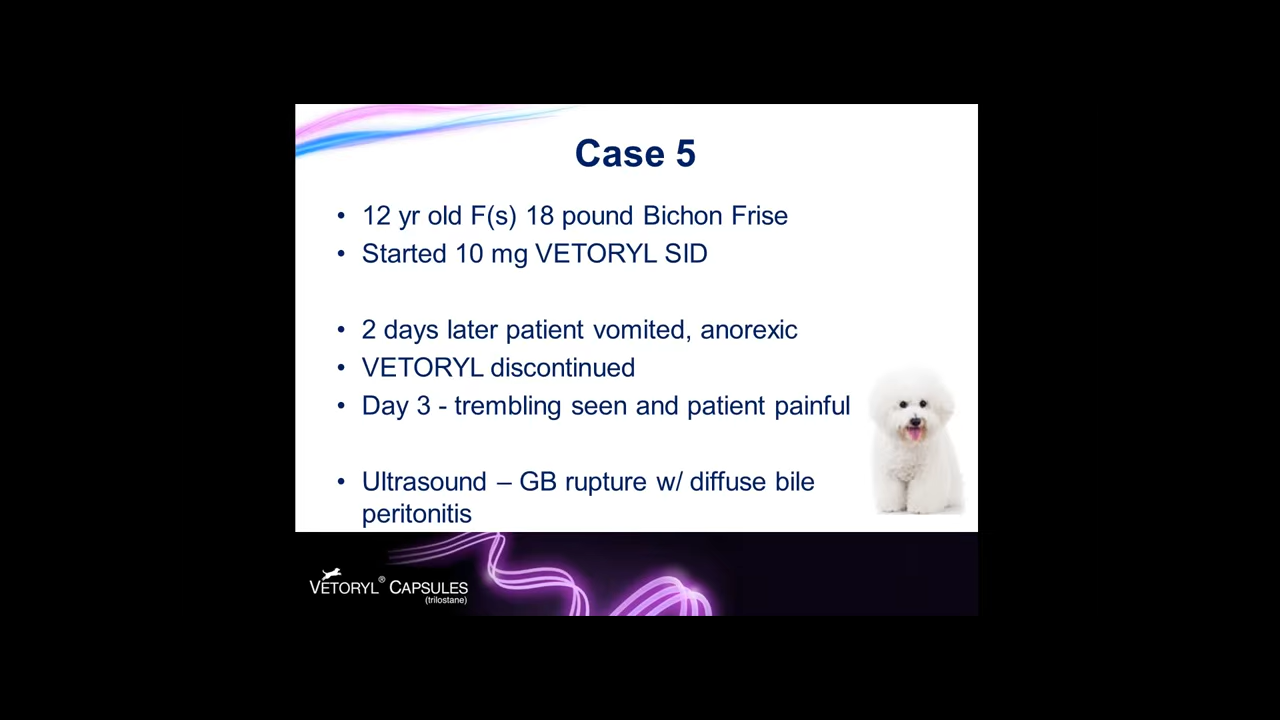 Case 5
• 12 yr old F(s) 18 pound Bichon Frise
• Started 10 mg VETORYL SID
• 2 days later patient vomited, anorexic
• VETORYL discontinued
• Day 3 - trembling seen and patient painful
• Ultrasound – GB rupture w/ diffuse bile
peritonitis
VETORYL® CAPSULES
(trilostane)